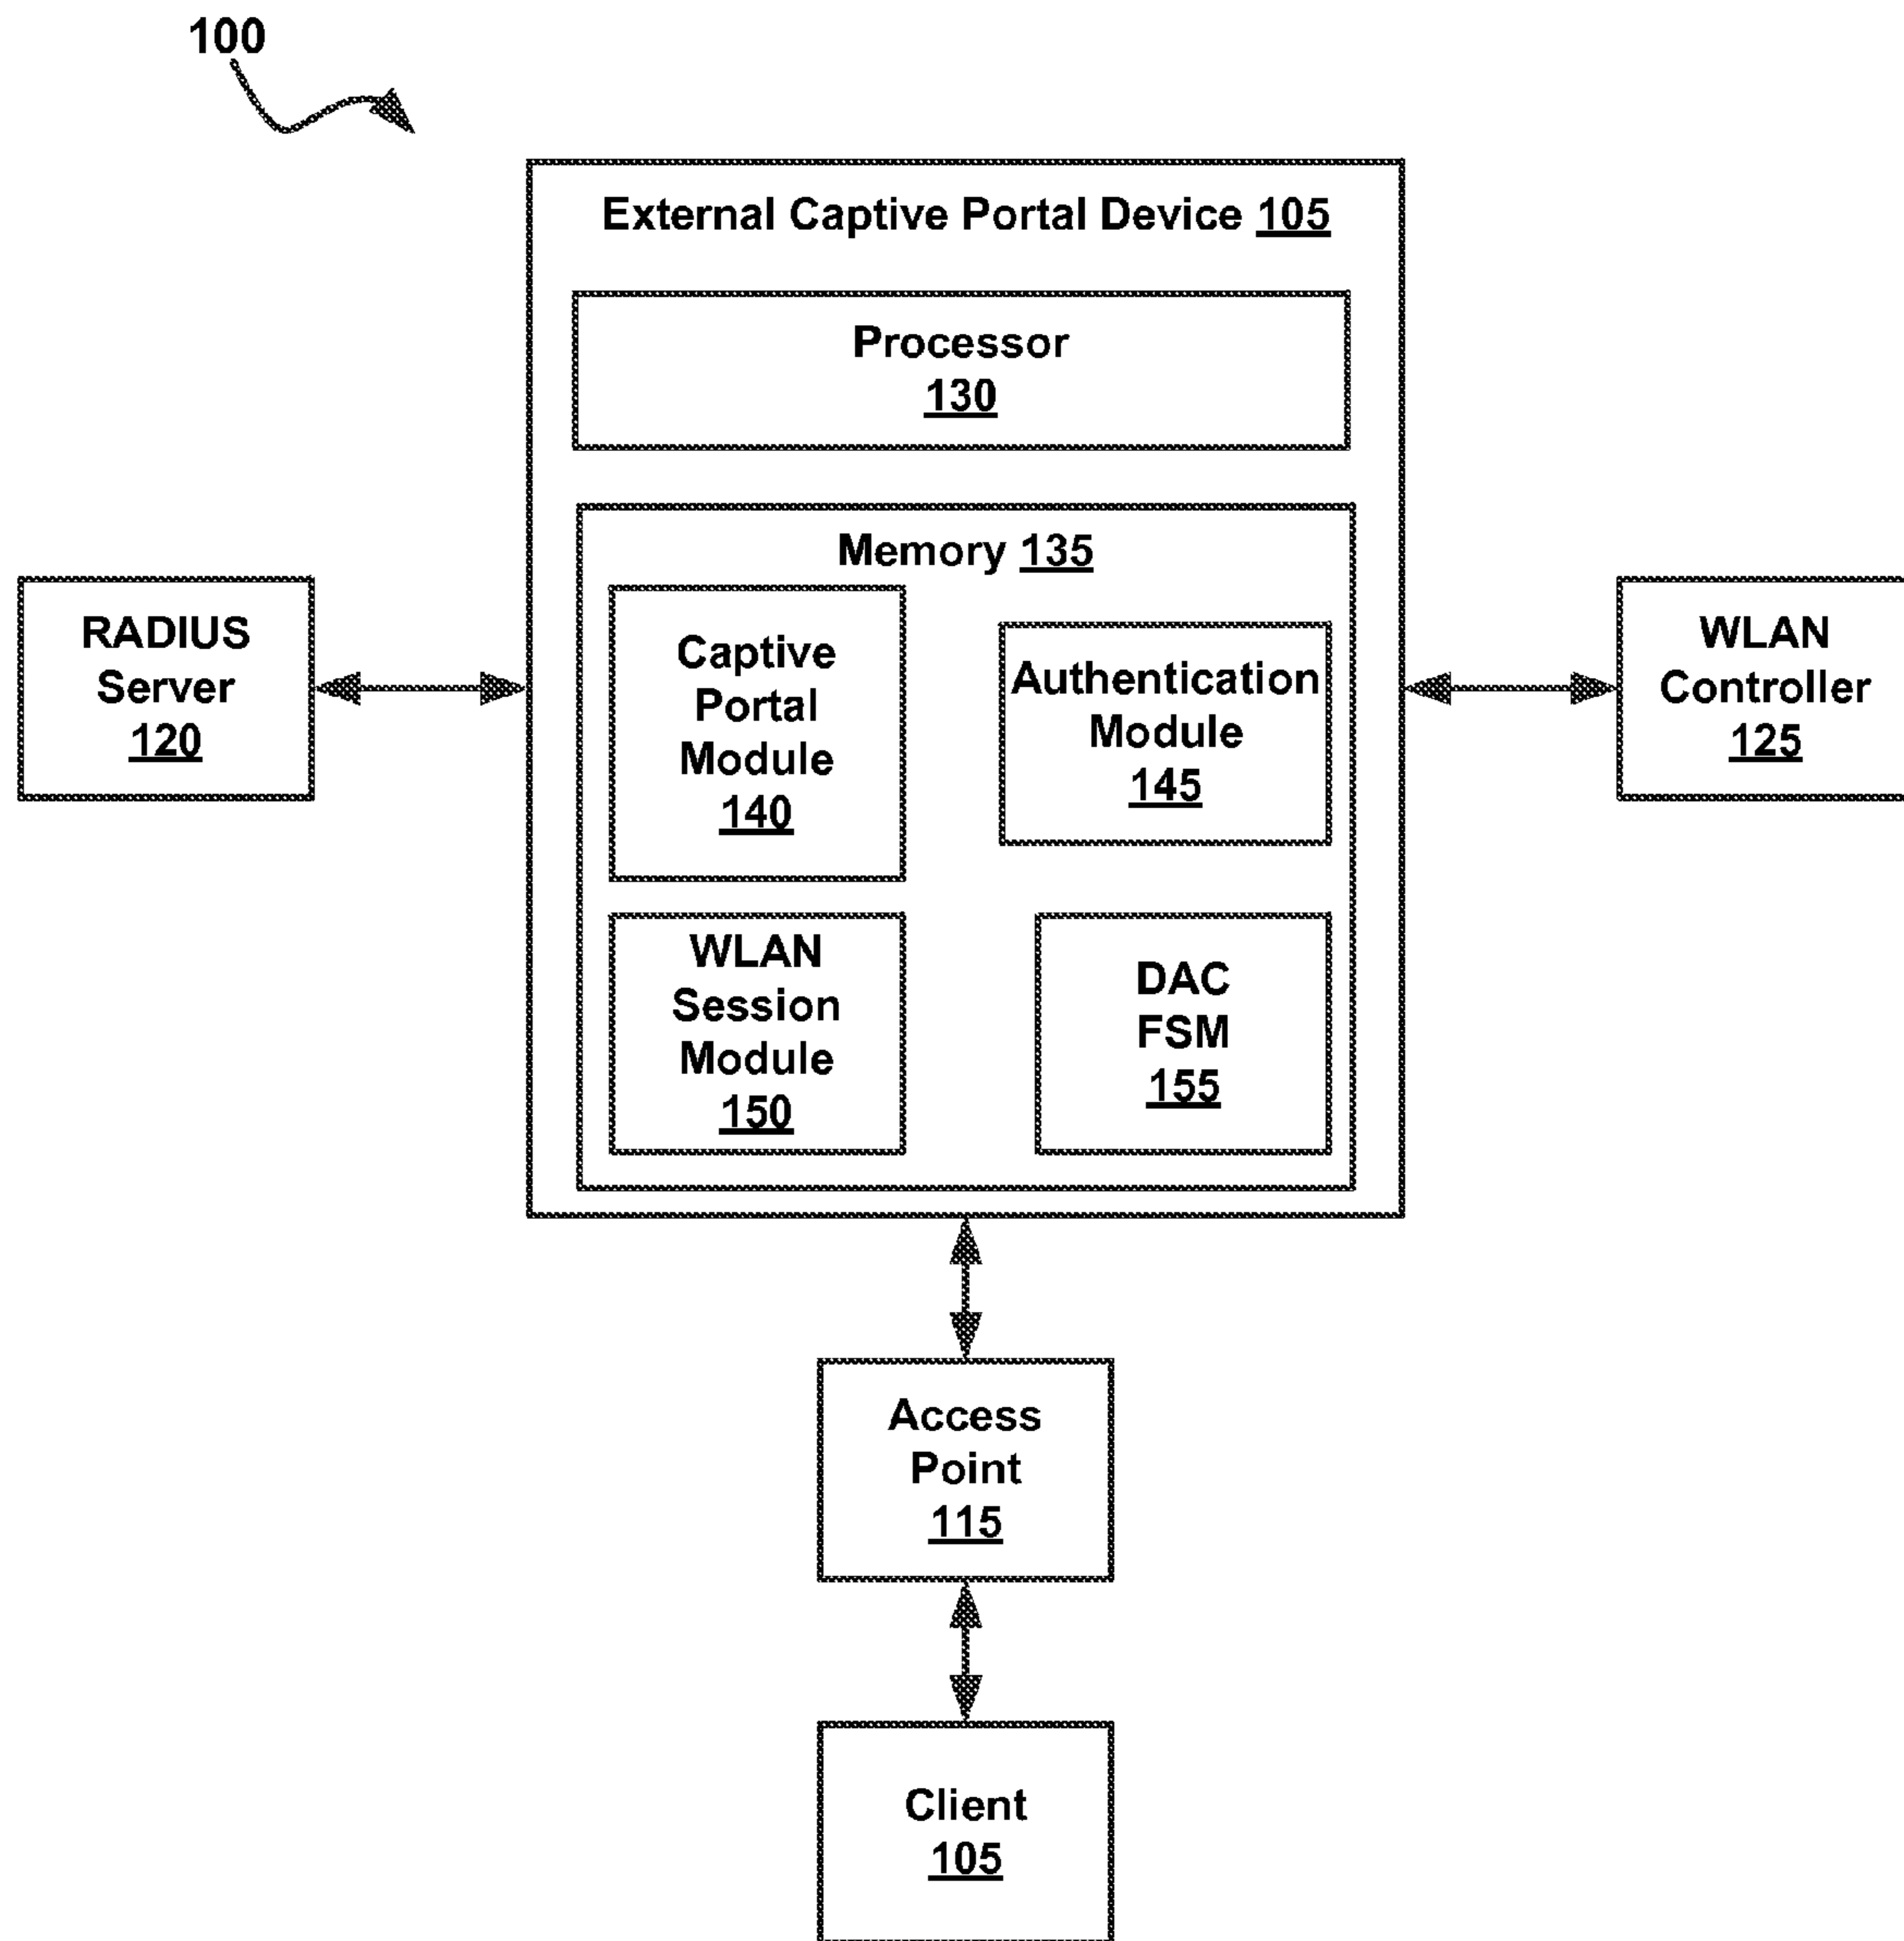 100
External Captive Portal Device 105
Processor
130
Memory 135
Captive
Portal
Module
140
Authentication
Module
145
WLAN
Session
Module
150
DAC
FSM
155
RADIUS
Server
120
WLAN
Controller
125
Access
Point
115
Client
105